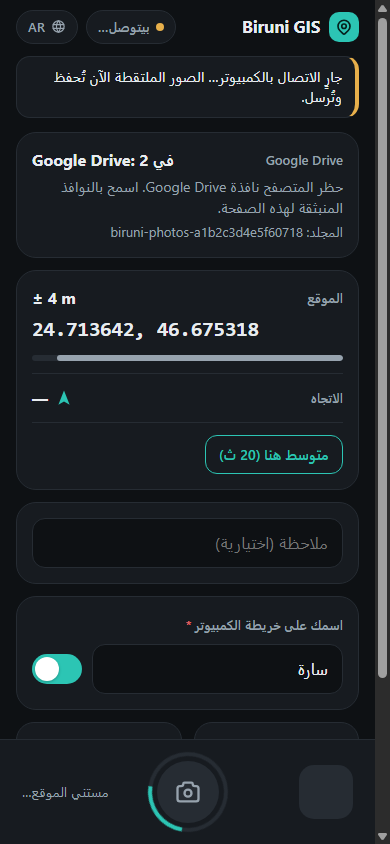 Biruni GIS
بيتوصل...
AR
جارٍ الاتصال بالكمبيوتر... الصور الملتقطة الآن تُحفظ
وتُرسل.
Google Drive
Google Drive: في 2
حظر المتصفح نافذة Google Drive. اسمح بالنوافذ
المنبثقة لهذه الصفحة.
المجلد: biruni-photos-a1b2c3d4e5f60718
الموقع
± 4 m
24.713642, 46.675318
الاتجاه
—
متوسط هنا (20 ث)
ملاحظة (اختيارية)
اسمك على خريطة الكمبيوتر *
سارة
مستني الموقع...